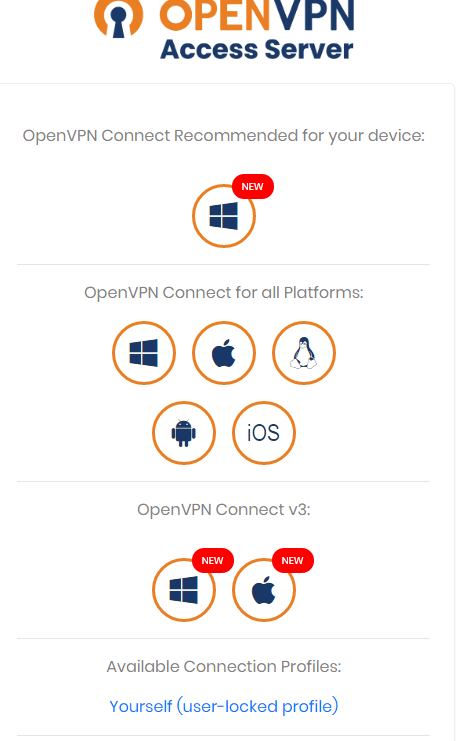 OPENVPN
Access Server
OpenVPN Connect Recommended for your device:
NEW
OpenVPN Connect for all Platforms:
iOS
OpenVPN Connect v3:
NEW NEW
Available Connection Profiles:
Yourself (user-locked profile)